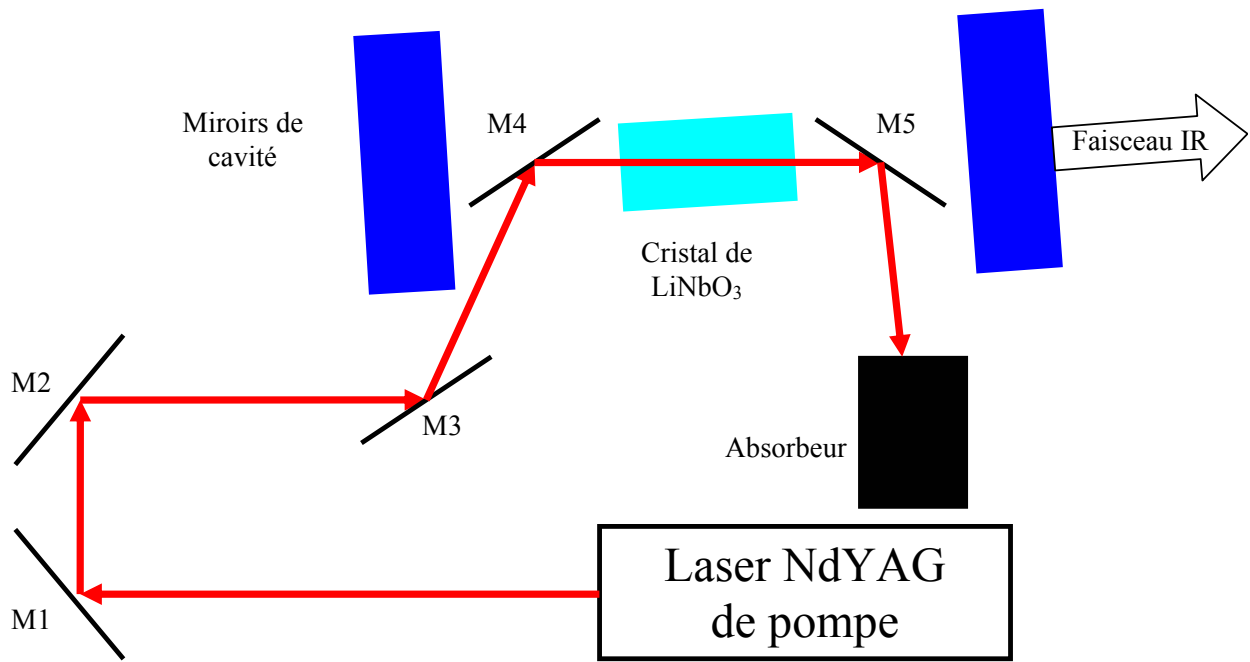 Miroirs de
cavité
M4
M5
Faisceau IR
Cristal de
LiNbO₃
M2
M3
Absorbeur
M1
Laser NdYAG
de pompe